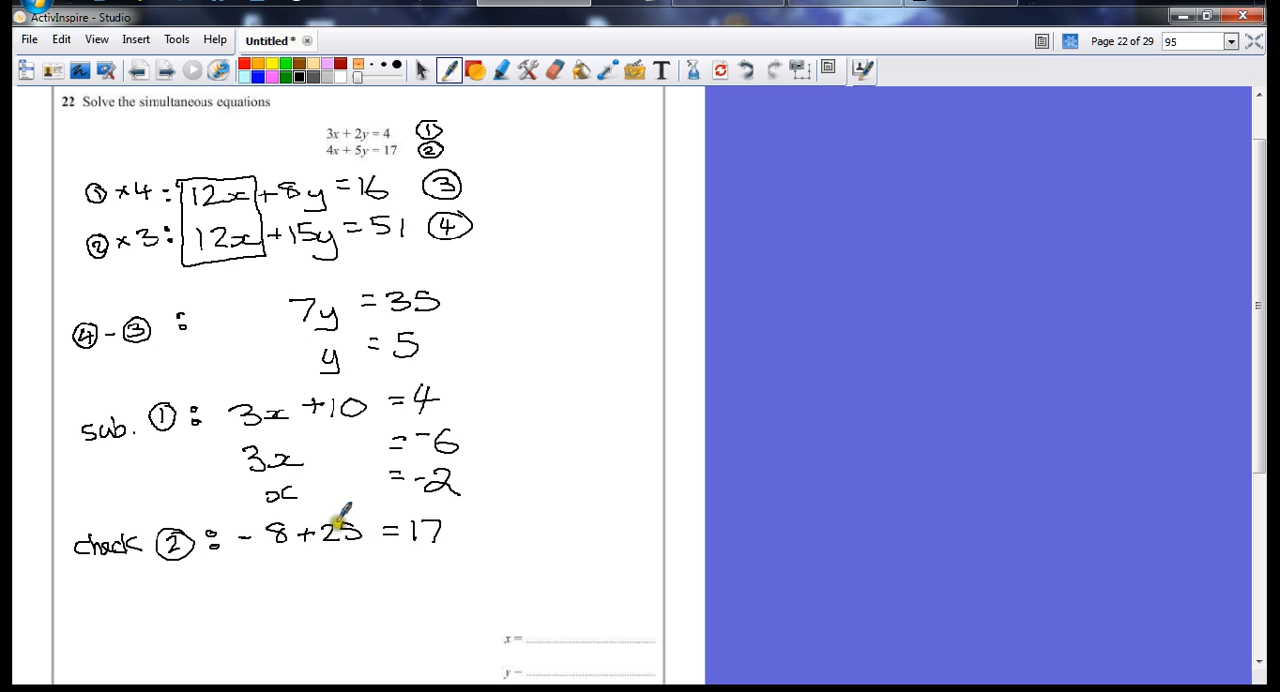 ActivInspire - Studio
File Edit View Insert Tools Help Untitled * Page 22 of 29 95
22 Solve the simultaneous equations
3x + 2y = 4 ①
4x + 5y = 17 ②
① × 4 : 12x + 8y = 16 ③
② × 3 : 12x + 15y = 51 ④
④ - ③ : 7y = 35
y = 5
sub. ① : 3x + 10 = 4
3x = -6
x = -2
check ② : - 8 + 25 = 17
x =
y =